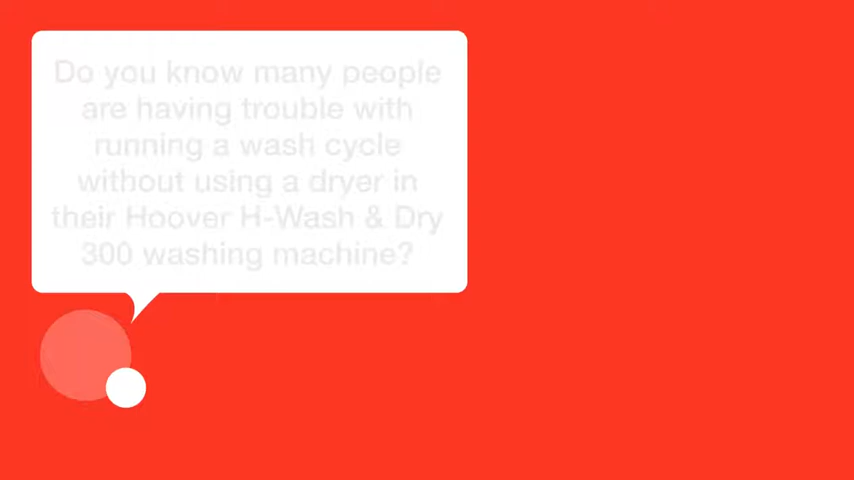 Do you know many people
are having trouble with
running a wash cycle
without using a dryer in
their Hoover H-Wash & Dry
300 washing machine?